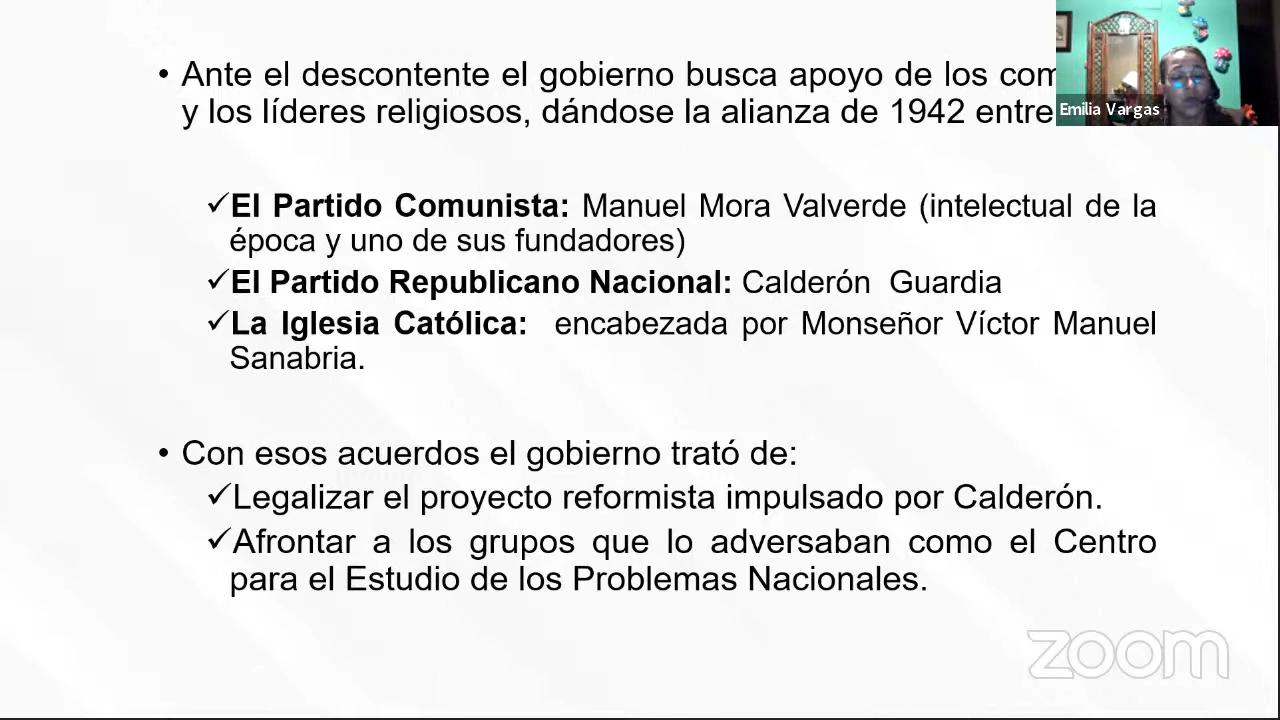 • Ante el descontente el gobierno busca apoyo de los
y los líderes religiosos, dándose la alianza de 1942 entre
Emilia Vargas
✓El Partido Comunista: Manuel Mora Valverde (intelectual de la
época y uno de sus fundadores)
✓El Partido Republicano Nacional: Calderón Guardia
✓La Iglesia Católica: encabezada por Monseñor Víctor Manuel
Sanabria.
• Con esos acuerdos el gobierno trató de:
✓Legalizar el proyecto reformista impulsado por Calderón.
✓Afrontar a los grupos que lo adversaban como el Centro
para el Estudio de los Problemas Nacionales.
zoom